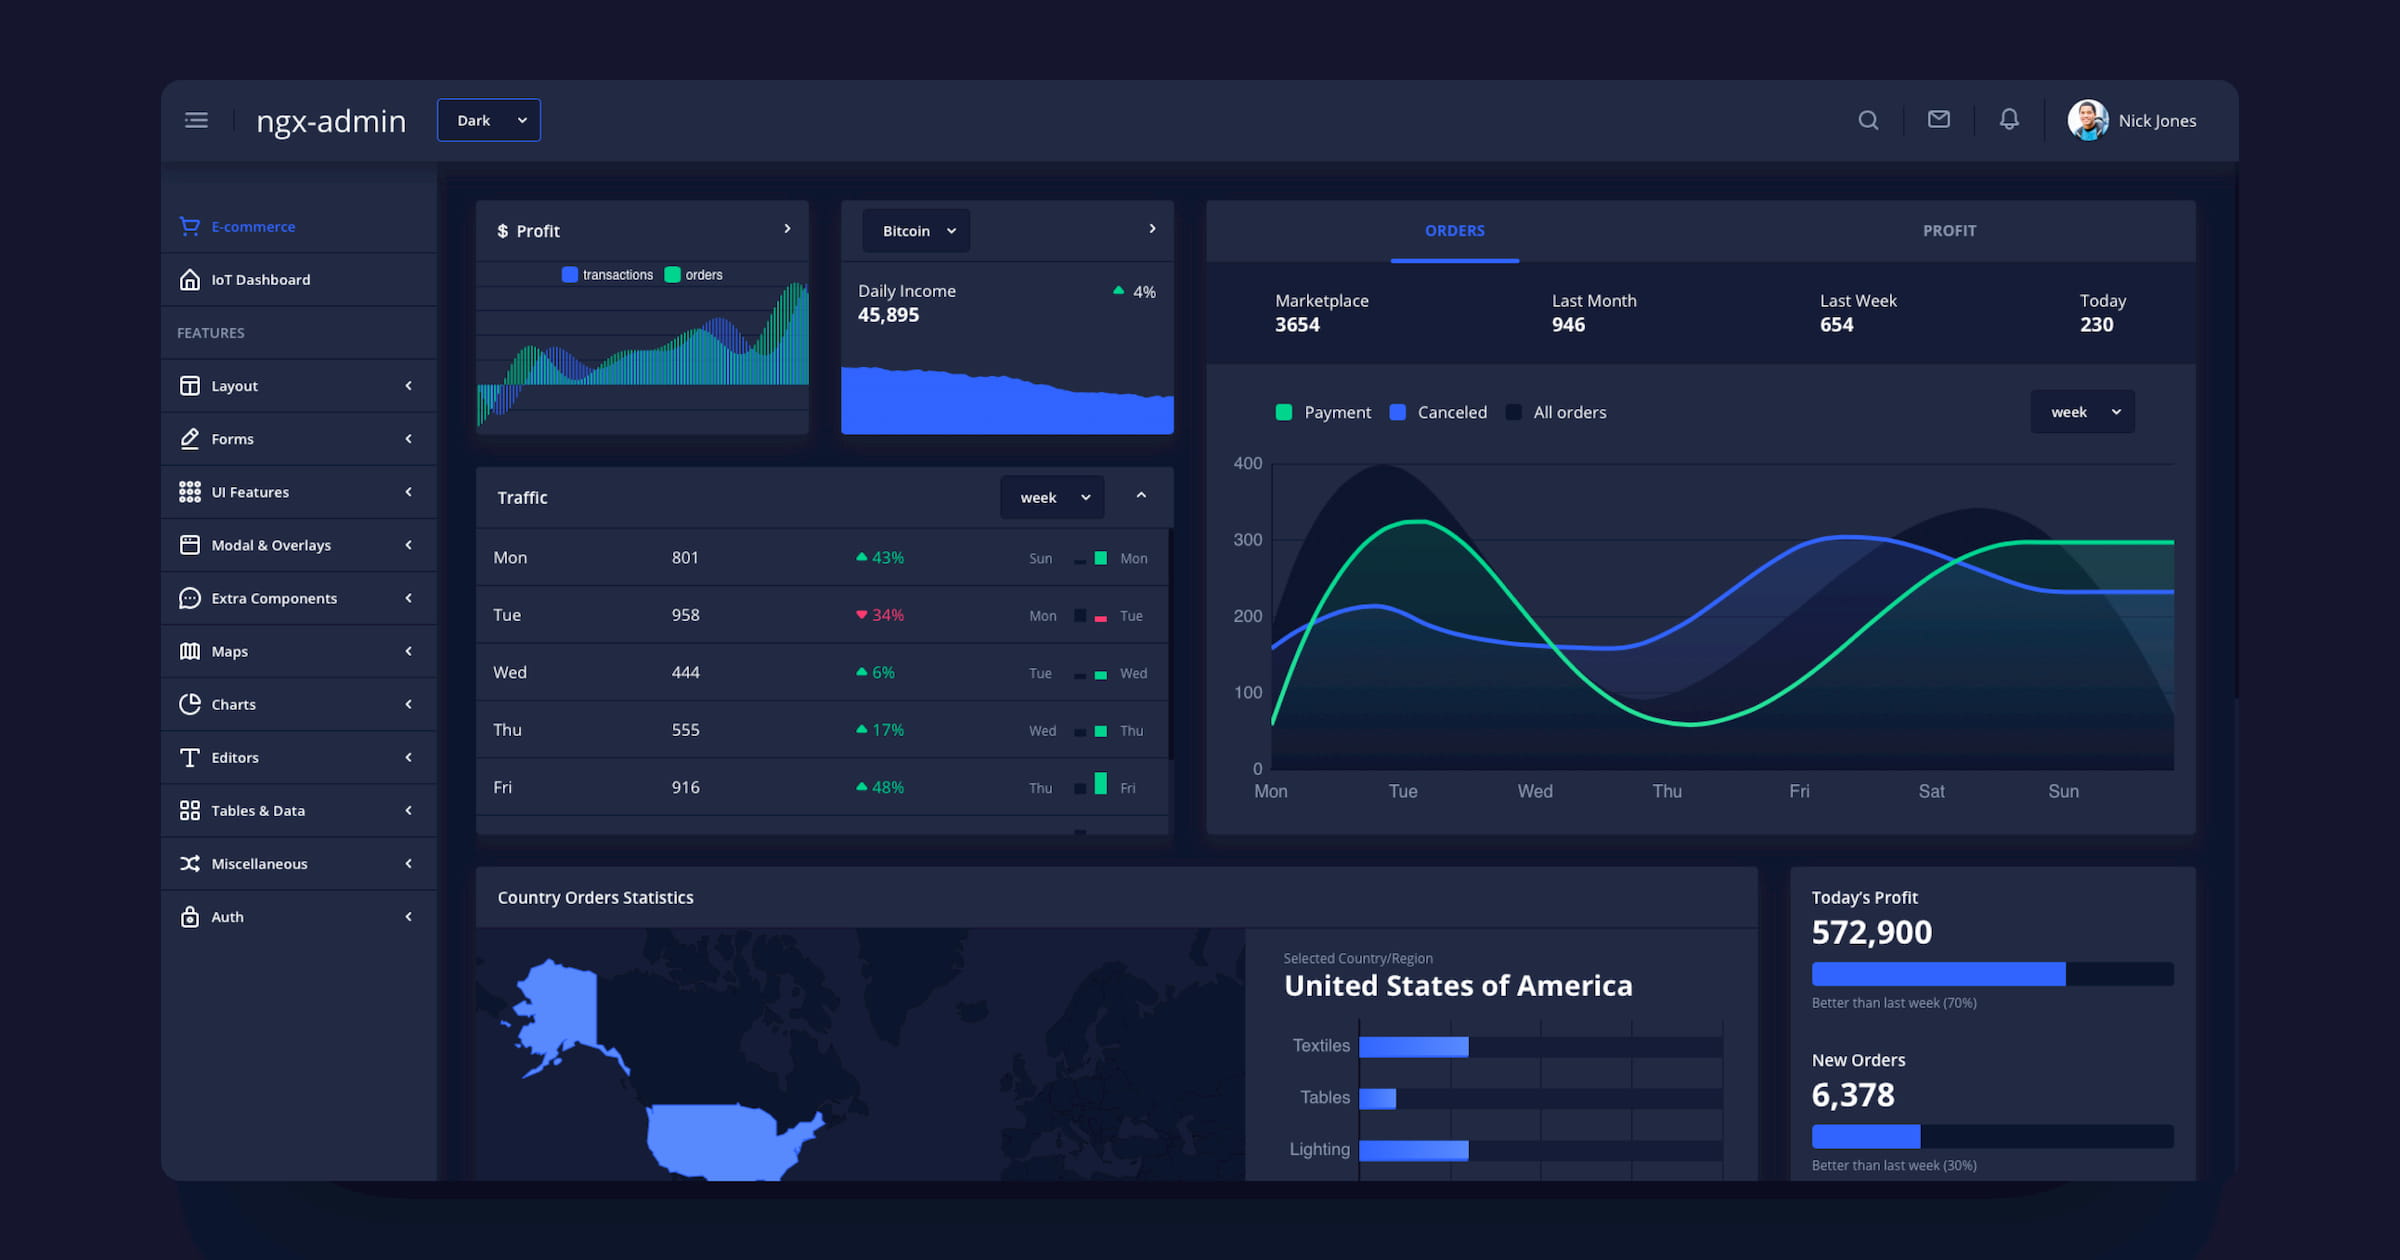 ngx-admin
Dark
Nick Jones
E-commerce
IoT Dashboard
FEATURES
Layout
Forms
UI Features
Modal & Overlays
Extra Components
Maps
Charts
Editors
Tables & Data
Miscellaneous
Auth
$ Profit
transactions orders
Bitcoin
Daily Income 4%
45,895
ORDERS PROFIT
Marketplace Last Month Last Week Today
3654 946 654 230
Payment Canceled All orders week
400
300
200
100
0
Mon Tue Wed Thu Fri Sat Sun
Traffic week
Mon 801 43% Sun Mon
Tue 958 34% Mon Tue
Wed 444 6% Tue Wed
Thu 555 17% Wed Thu
Fri 916 48% Thu Fri
Country Orders Statistics
Selected Country/Region
United States of America
Textiles
Tables
Lighting
Today's Profit
572,900
Better than last week (70%)
New Orders
6,378
Better than last week (30%)